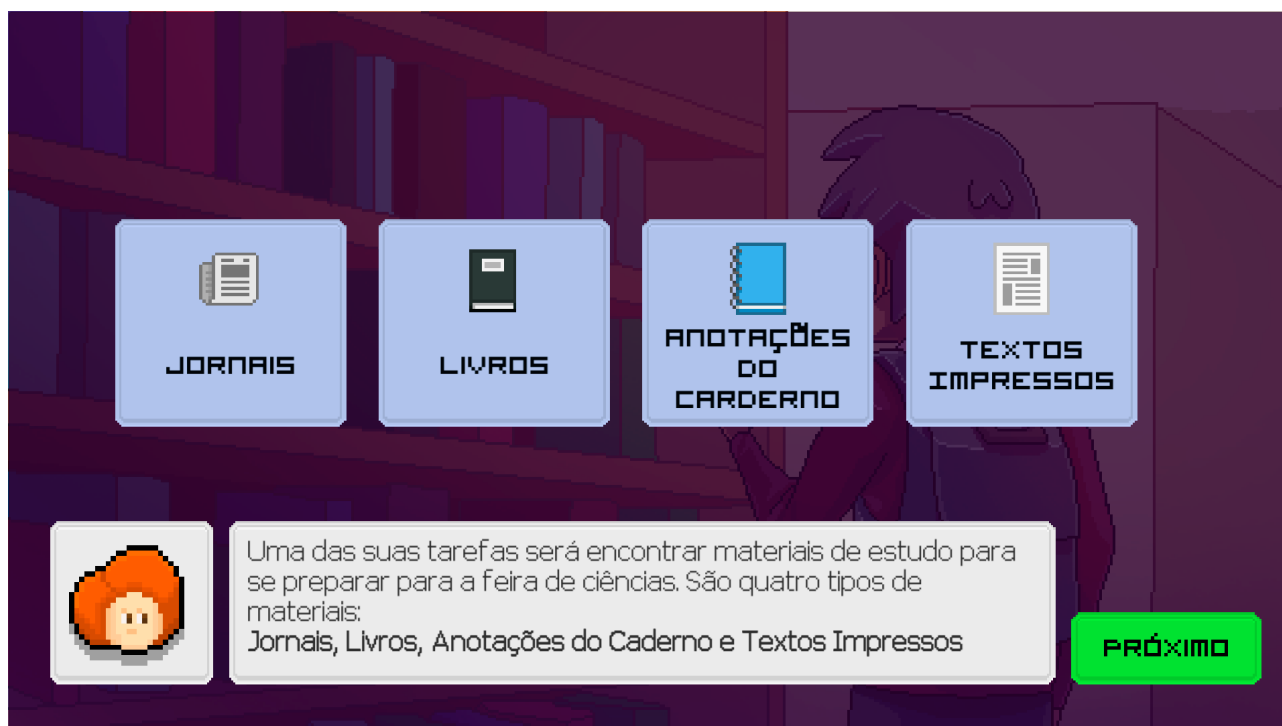 JORNAIS
LIVROS
ANOTAÇÕES
DO
CARDERNO
TEXTOS
IMPRESSOS
Uma das suas tarefas será encontrar materiais de estudo para
se preparar para a feira de ciências. São quatro tipos de
materiais:
Jornais, Livros, Anotações do Caderno e Textos Impressos
PRÓXIMO